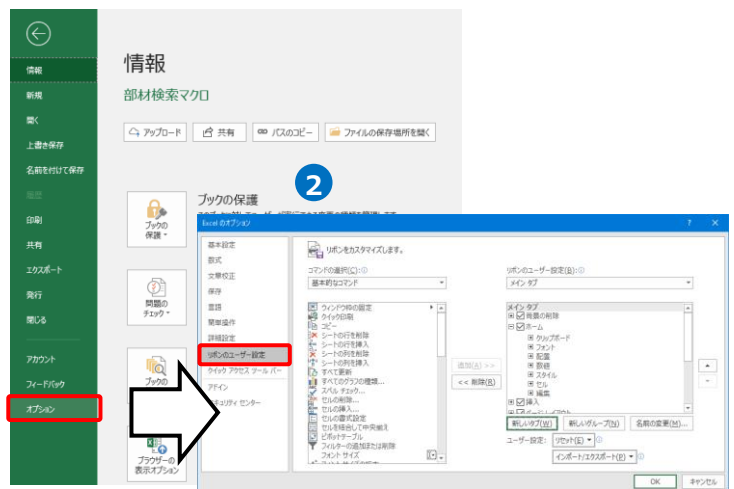 情報
新規
開く
上書き保存
名前を付けて保存
履歴
印刷
共有
エクスポート
発行
閉じる
アカウント
フィードバック
オプション
情報
部材検索マクロ
アップロード
共有
パスのコピー
ファイルの保存場所を開く
2
ブックの保護
ブックの
保護
問題の
チェック
ブックの
ブラウザーの
表示オプション
Excel のオプション
? ×
基本設定
数式
文章校正
保存
言語
簡単操作
詳細設定
リボンのユーザー設定
クイック アクセス ツール バー
アドイン
セキュリティ センター
リボンをカスタマイズします。
コマンドの選択(C):
基本的なコマンド
ウィンドウ枠の固定
クイック印刷
コピー
シートの行を削除
シートの行を挿入
シートの列を削除
シートの列を挿入
すべて更新
すべてのグラフの種類...
スペル チェック...
セルの削除...
セルの挿入...
セルの書式設定
セルを結合して中央揃え
ピボットテーブル
フィルターの追加または削除
フォント サイズ
追加(A) >>
<< 削除(R)
リボンのユーザー設定(B):
メイン タブ
メイン タブ
背景の削除
ホーム
クリップボード
フォント
配置
数値
スタイル
セル
編集
挿入
ページ レイアウト
新しいタブ(W)
新しいグループ(N)
名前の変更(M)...
ユーザー設定:
リセット(E)
インポート/エクスポート(P)
OK
キャンセル